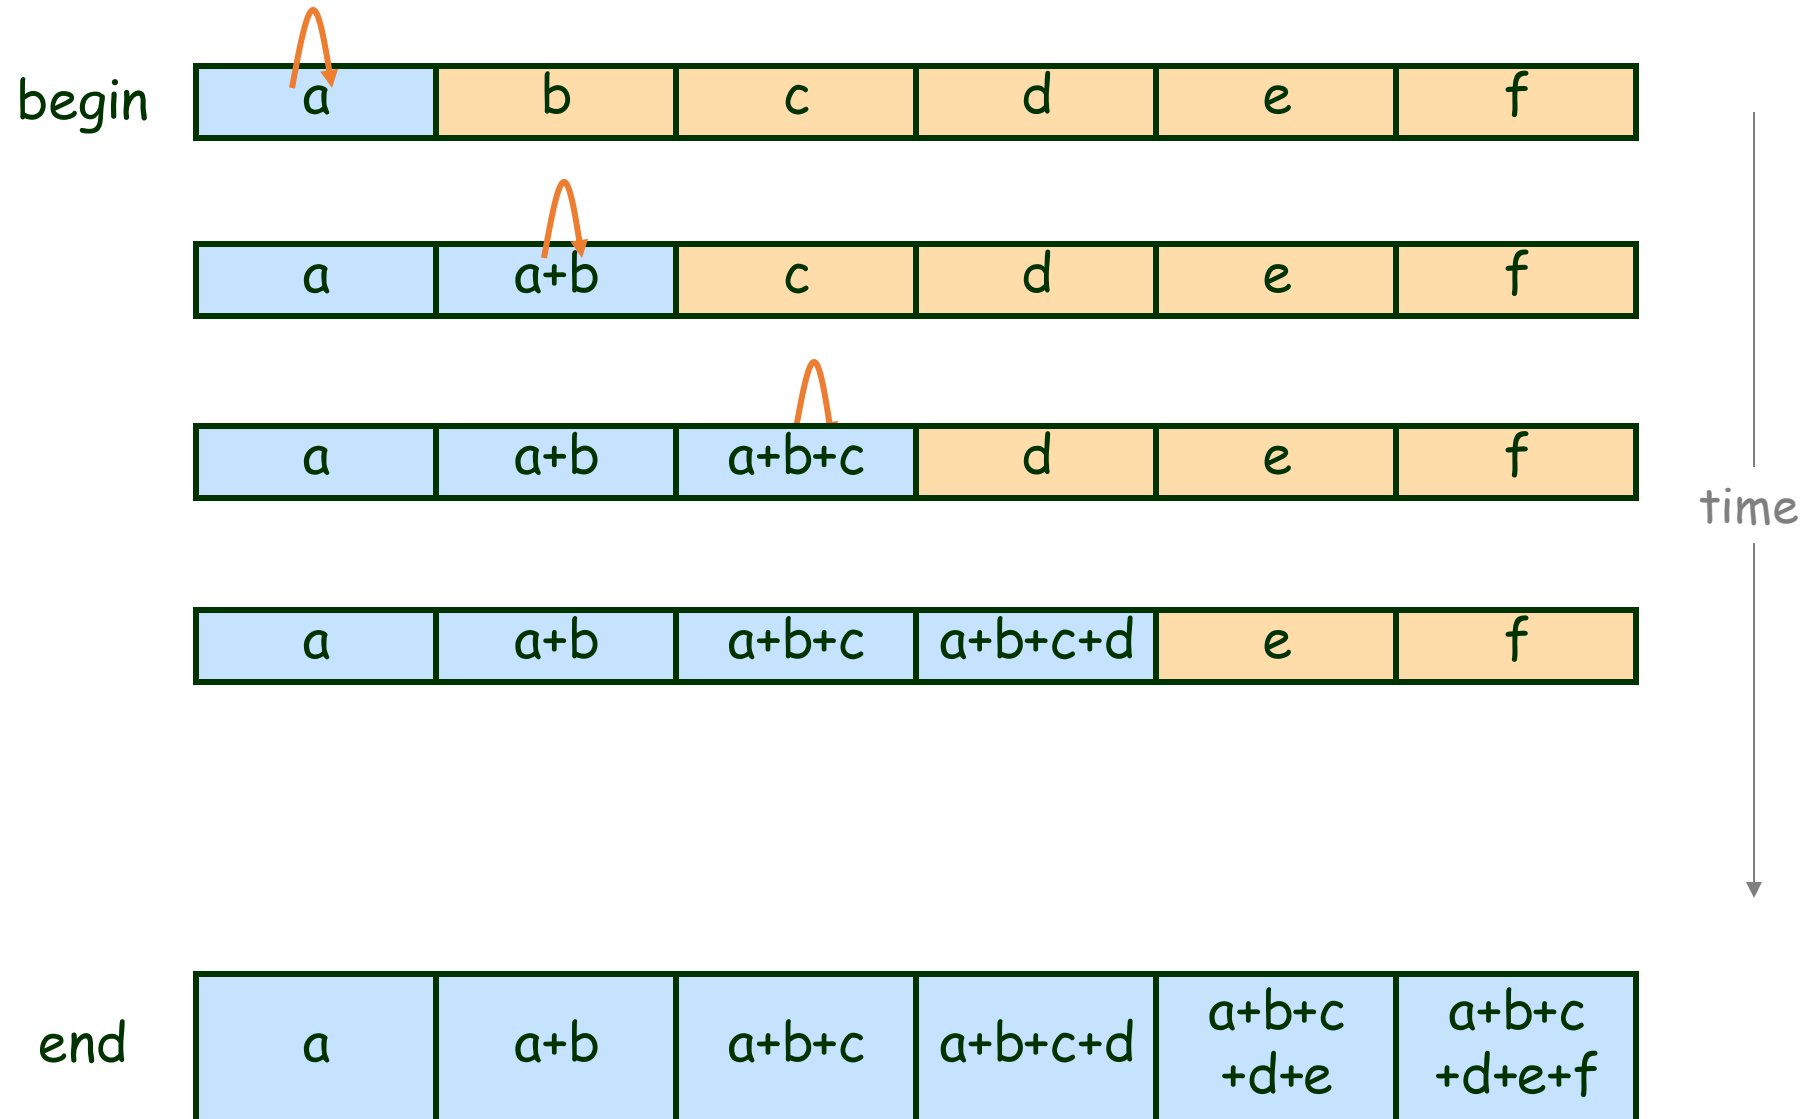 begin a b c d e f
a a+b c d e f
a a+b a+b+c d e f
time
a a+b a+b+c a+b+c+d e f
end a a+b a+b+c a+b+c+d a+b+c
+d+e a+b+c
+d+e+f